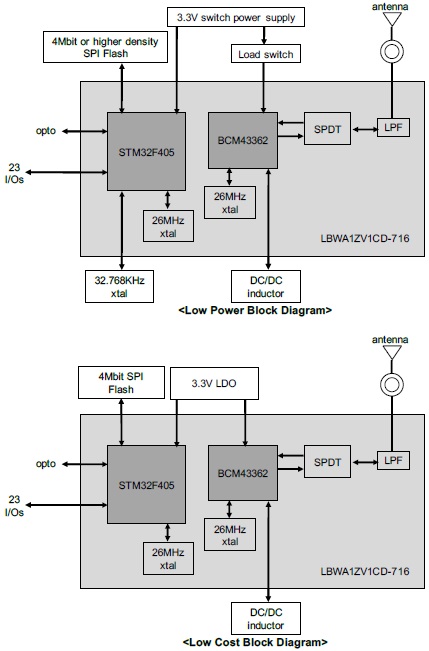 3.3V switch power supply
antenna
4Mbit or higher density
SPI Flash
Load switch
opto
STM32F405
BCM43362
SPDT
LPF
23
I/Os
26MHz
xtal
26MHz
xtal
LBWA1ZV1CD-716
32.768KHz
xtal
DC/DC
inductor
<Low Power Block Diagram>
antenna
4Mbit SPI
Flash
3.3V LDO
opto
STM32F405
BCM43362
SPDT
LPF
23
I/Os
26MHz
xtal
26MHz
xtal
LBWA1ZV1CD-716
DC/DC
inductor
<Low Cost Block Diagram>